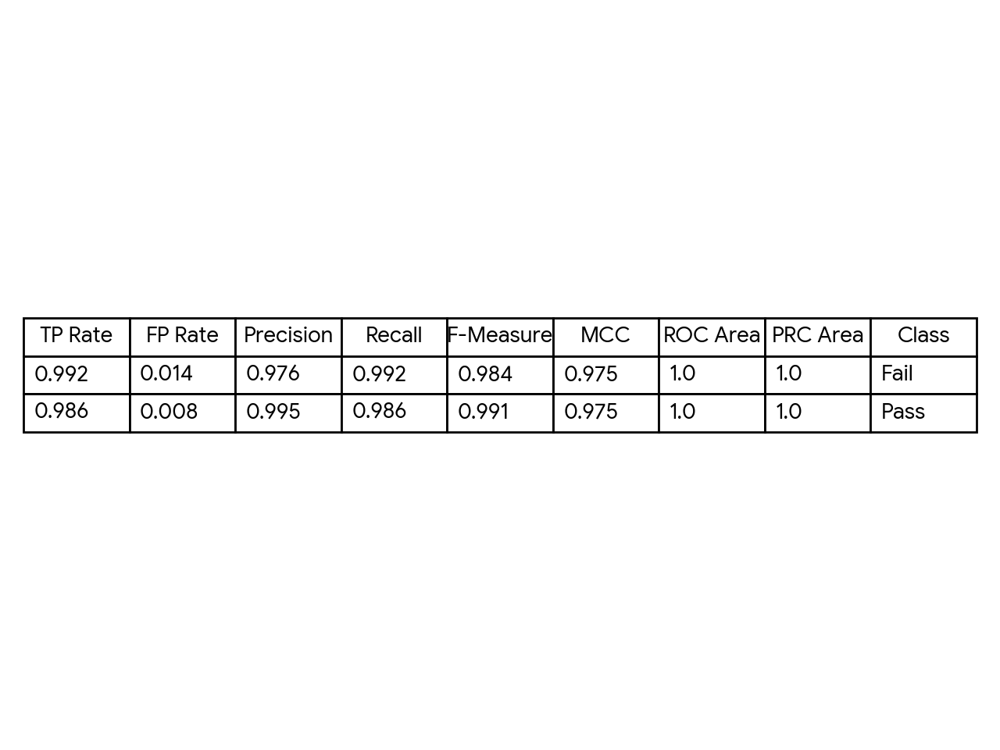 TP Rate FP Rate Precision Recall F-Measure MCC ROC Area PRC Area Class
0.992 0.014 0.976 0.992 0.984 0.975 1.0 1.0 Fail
0.986 0.008 0.995 0.986 0.991 0.975 1.0 1.0 Pass